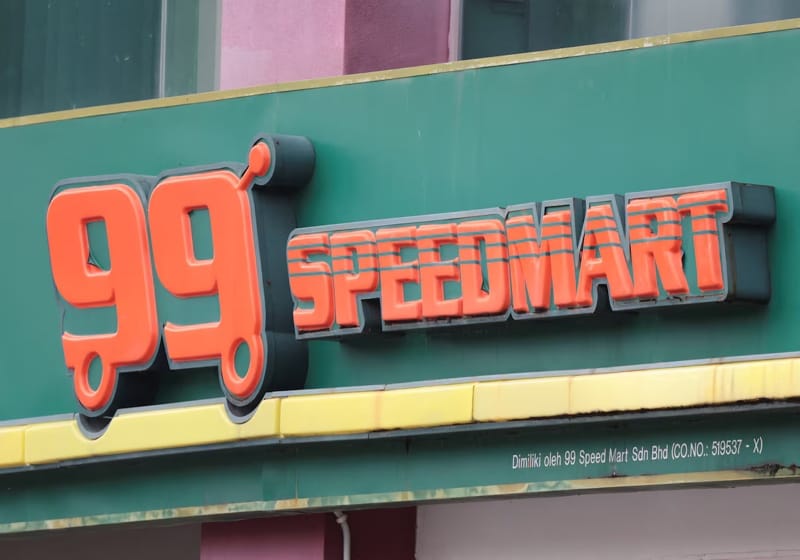 99 SPEEDMART
Dimiliki oleh 99 Speed Mart Sdn Bhd (CO.NO.: 519537 - X)